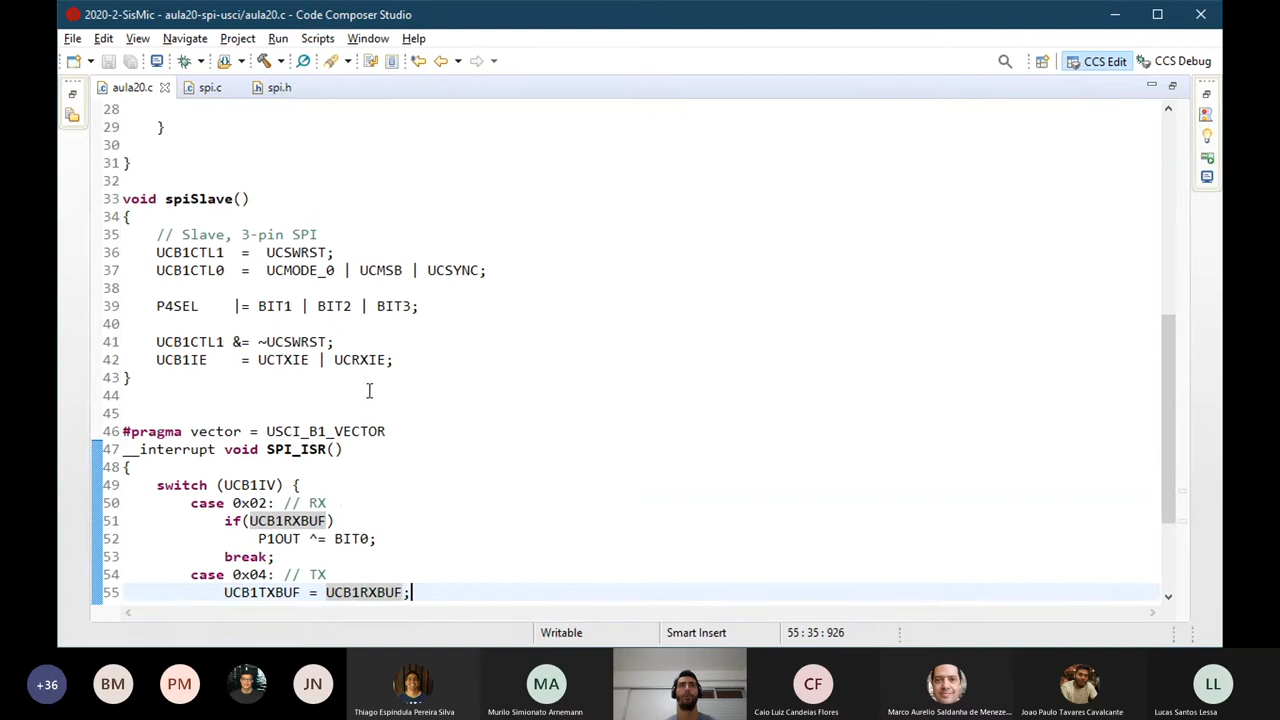 2020-2-SisMic - aula20-spi-usci/aula20.c - Code Composer Studio
File Edit View Navigate Project Run Scripts Window Help
CCS Edit CCS Debug
aula20.c spi.c spi.h
28
29 }
30
31 }
32
33 void spiSlave()
34 {
35 // Slave, 3-pin SPI
36 UCB1CTL1 = UCSWRST;
37 UCB1CTL0 = UCMODE_0 | UCMSB | UCSYNC;
38
39 P4SEL |= BIT1 | BIT2 | BIT3;
40
41 UCB1CTL1 &= ~UCSWRST;
42 UCB1IE = UCTXIE | UCRXIE;
43 }
44
45
46 #pragma vector = USCI_B1_VECTOR
47 __interrupt void SPI_ISR()
48 {
49 switch (UCB1IV) {
50 case 0x02: // RX
51 if(UCB1RXBUF)
52 P1OUT ^= BIT0;
53 break;
54 case 0x04: // TX
55 UCB1TXBUF = UCB1RXBUF;
Writable Smart Insert 55 : 35 : 926
+36 BM PM JN MA CF LL
Thiago Espindula Pereira Silva Murilo Simionato Arnemann Caio Luiz Candeias Flores Marco Aurelio Saldanha de Meneze... Joao Paulo Tavares Cavalcante Lucas Santos Lessa